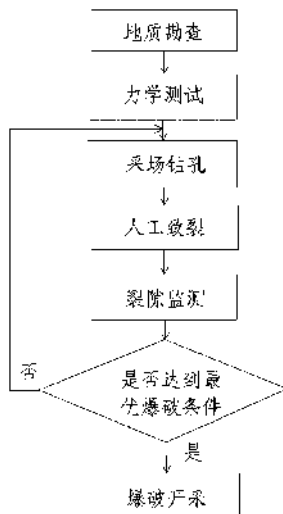 地质勘查
力学测试
采场钻孔
人工致裂
裂隙监测
是否达到最
优爆破条件
否
是
爆破开采